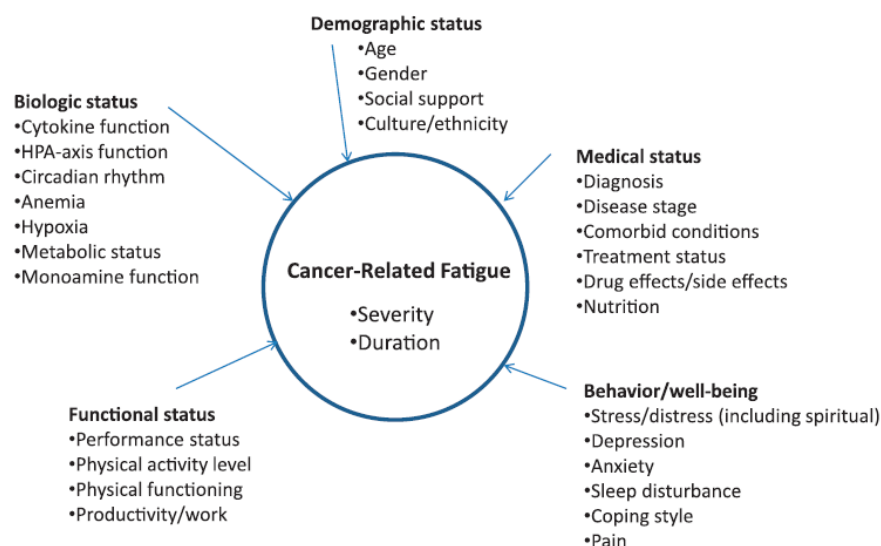 Demographic status
•Age
•Gender
•Social support
•Culture/ethnicity
Biologic status
•Cytokine function
•HPA-axis function
•Circadian rhythm
•Anemia
•Hypoxia
•Metabolic status
•Monoamine function
Medical status
•Diagnosis
•Disease stage
•Comorbid conditions
•Treatment status
•Drug effects/side effects
•Nutrition
Cancer-Related Fatigue
•Severity
•Duration
Functional status
•Performance status
•Physical activity level
•Physical functioning
•Productivity/work
Behavior/well-being
•Stress/distress (including spiritual)
•Depression
•Anxiety
•Sleep disturbance
•Coping style
•Pain